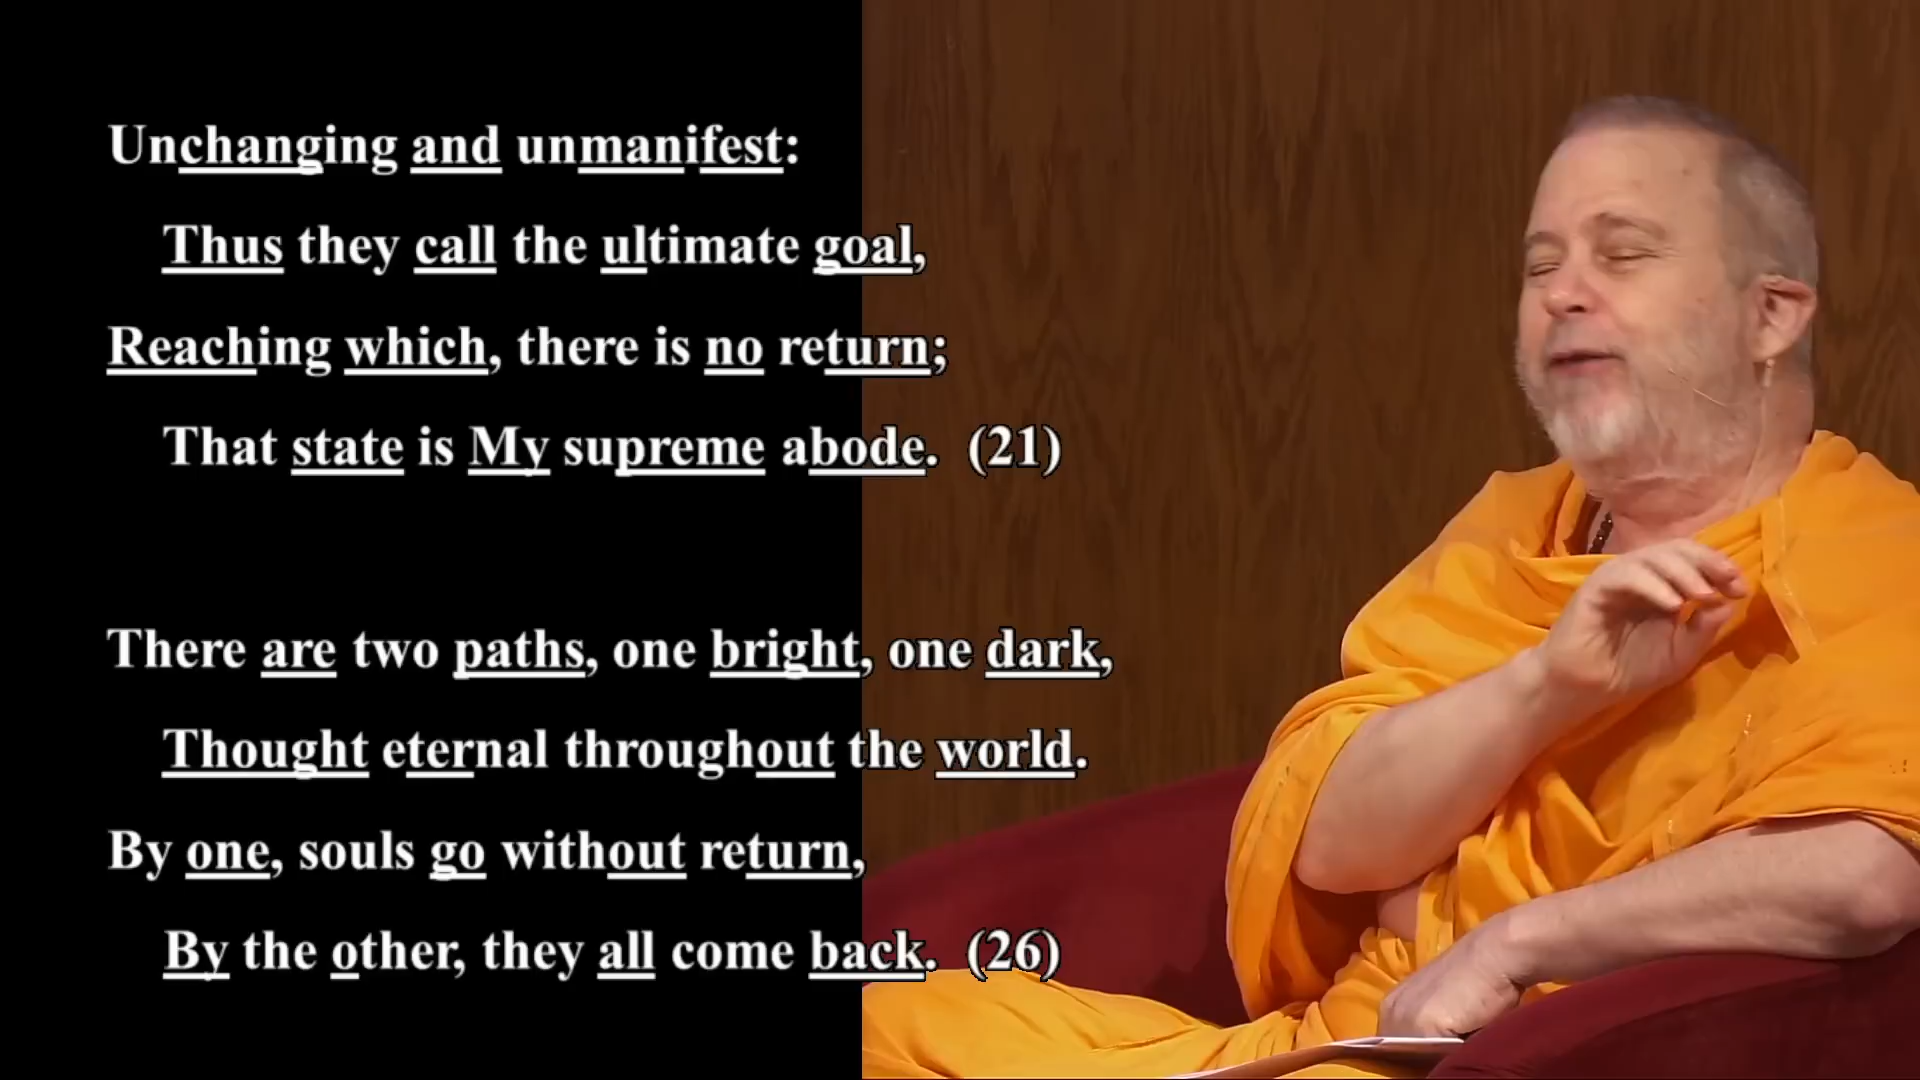 Unchanging and unmanifest:
Thus they call the ultimate goal,
Reaching which, there is no return;
That state is My supreme abode. (21)
There are two paths, one bright, one dark,
Thought eternal throughout the world.
By one, souls go without return,
By the other, they all come back. (26)